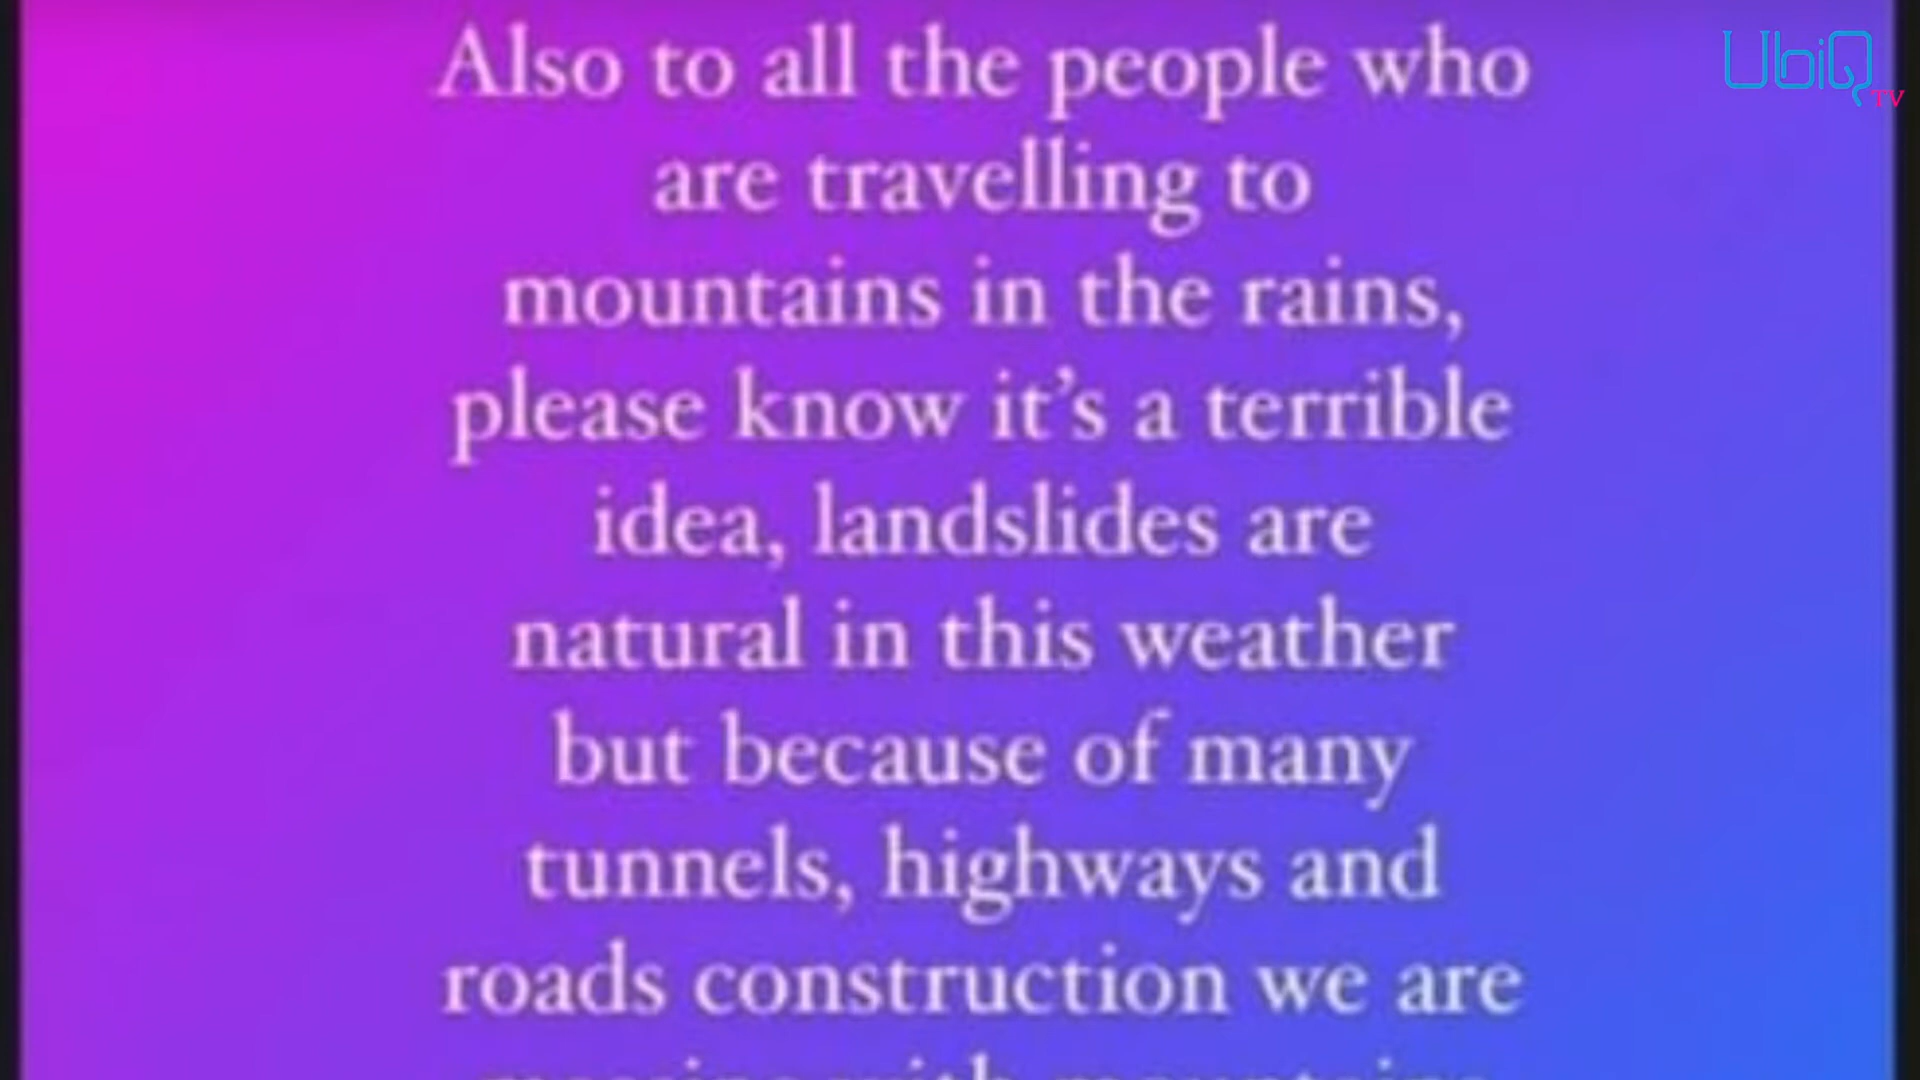 Also to all the people who
are travelling to
mountains in the rains,
please know it's a terrible
idea, landslides are
natural in this weather
but because of many
tunnels, highways and
roads construction we are
UbiQ
TV